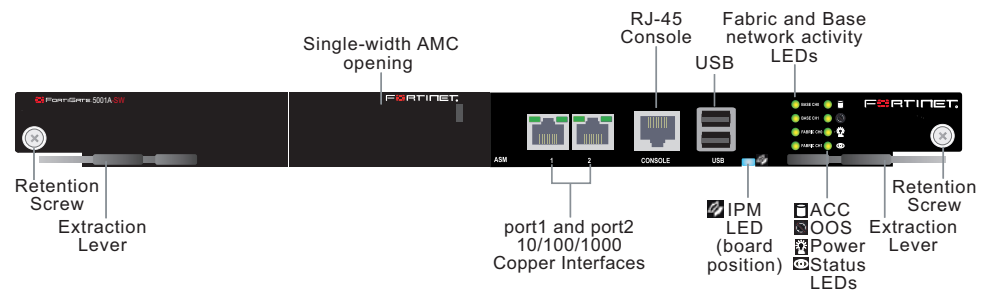 RJ-45
Console
Fabric and Base
network activity
LEDs
Single-width AMC
opening
USB
FORTIGATE 5001A-SW
FORTINET.
FORTINET.
BASE CH0
BASE CH1
FABRIC CH0
FABRIC CH1
ASM
1
2
CONSOLE
USB
Retention
Screw
Extraction
Lever
port1 and port2
10/100/1000
Copper Interfaces
IPM
LED
(board
position)
ACC
OOS
Power
Status
LEDs
Retention
Screw
Extraction
Lever